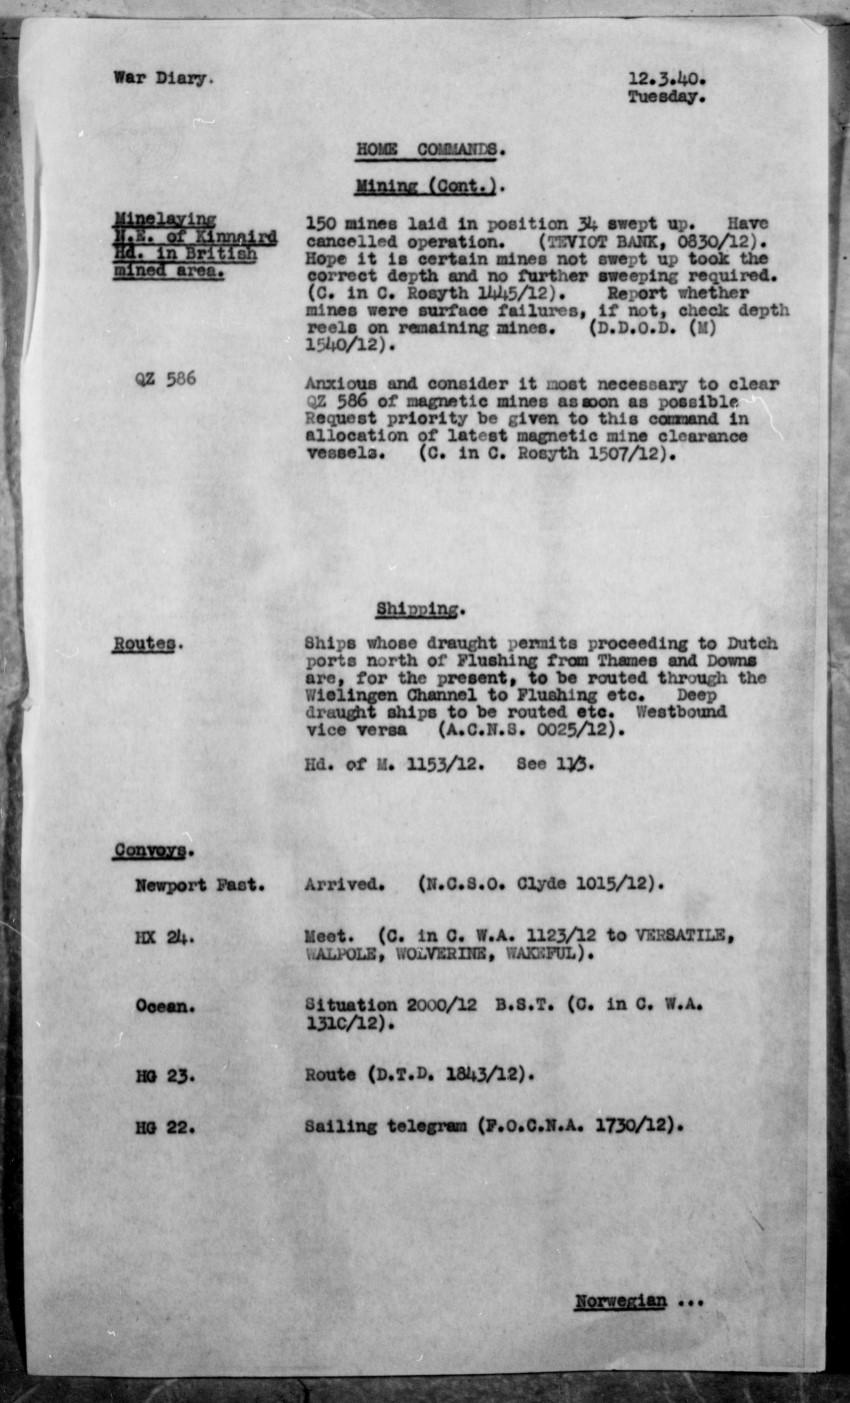 War Diary.
12.3.40.
Tuesday.
HOME COMMANDS.
Mining (Cont.).
Minelaying
N.E. of Kinnaird
Hd. in British
mined area.
150 mines laid in position 34 swept up. Have
cancelled operation. (TEVIOT BANK, 0830/12).
Hope it is certain mines not swept up took the
correct depth and no further sweeping required.
(C. in C. Rosyth 1445/12). Report whether
mines were surface failures, if not, check depth
reels on remaining mines. (D.D.O.D. (M)
1540/12).
QZ 586
Anxious and consider it most necessary to clear
QZ 586 of magnetic mines as soon as possible
Request priority be given to this command in
allocation of latest magnetic mine clearance
vessels. (C. in C. Rosyth 1507/12).
Shipping.
Routes.
Ships whose draught permits proceeding to Dutch
ports north of Flushing from Thames and Downs
are, for the present, to be routed through the
Wielingen Channel to Flushing etc. Deep
draught ships to be routed etc. Westbound
vice versa (A.C.N.S. 0025/12).
Hd. of M. 1153/12. See 11/3.
Convoys.
Newport Fast. Arrived. (N.C.S.O. Clyde 1015/12).
HX 24. Meet. (C. in C. W.A. 1123/12 to VERSATILE,
WALPOLE, WOLVERINE, WAKEFUL).
Ocean. Situation 2000/12 B.S.T. (C. in C. W.A.
1310/12).
HG 23. Route (D.T.D. 1843/12).
HG 22. Sailing telegram (F.O.C.N.A. 1730/12).
Norwegian ...